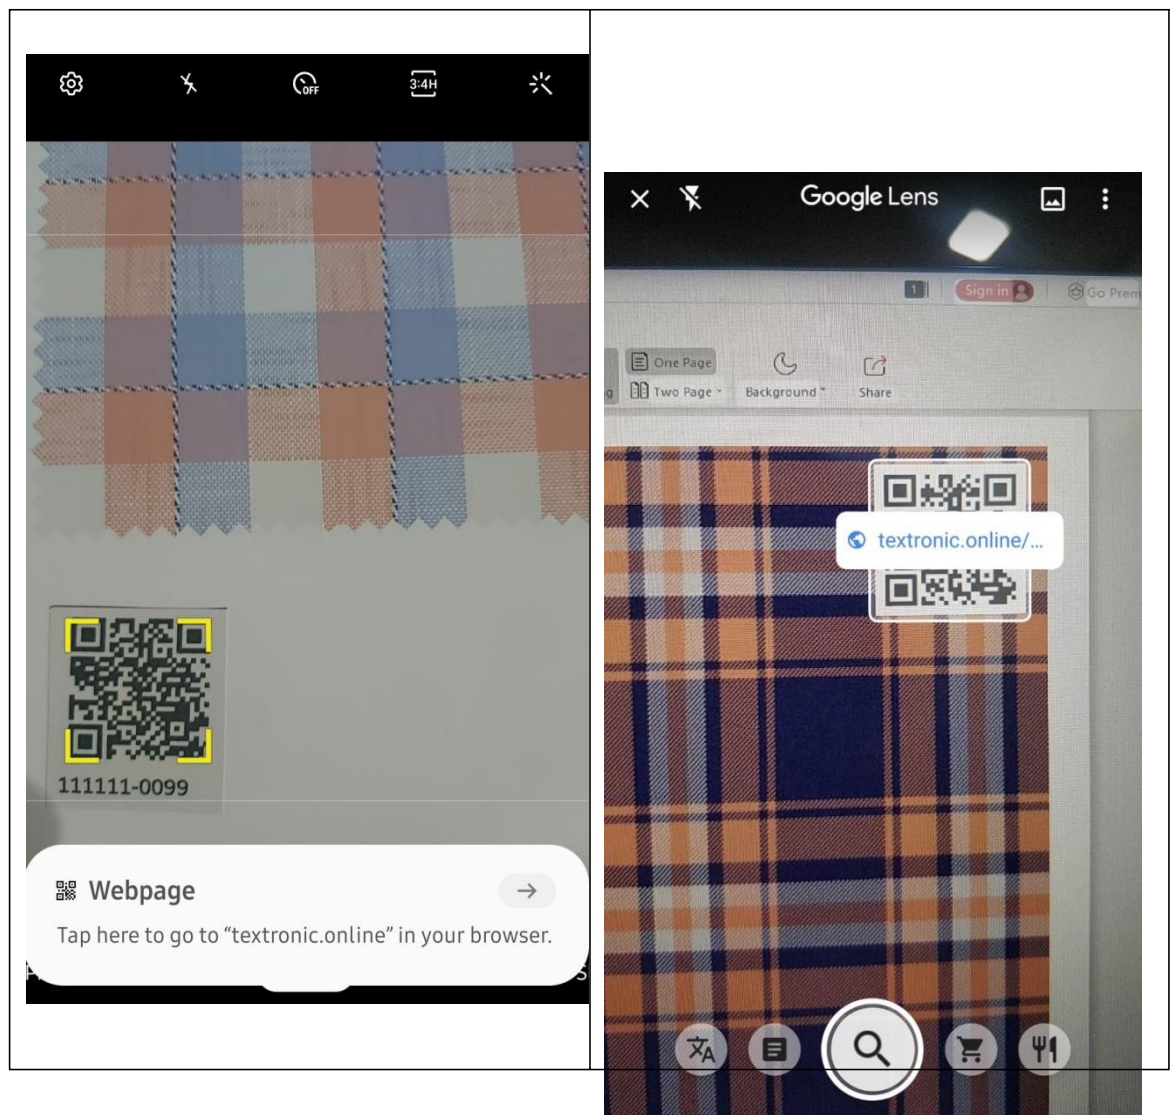 3:4H
OFF
111111-0099
Webpage
Tap here to go to “textronic.online” in your browser.
Google Lens
1
Sign in
Go Prem
One Page
Two Page
Background
Share
textronic.online/...